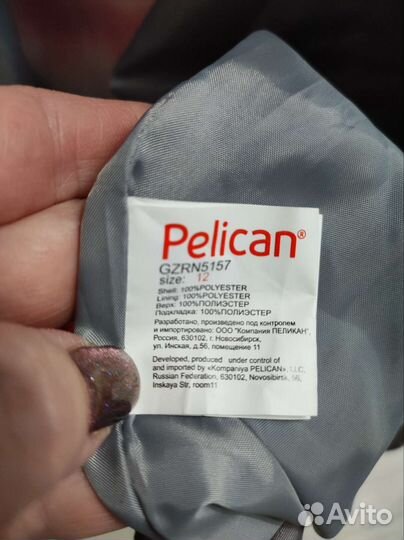 Pelican®
GZRN5157
size: 12
Shell: 100%POLYESTER
Lining: 100%POLYESTER
Верх: 100%ПОЛИЭСТЕР
Подкладка: 100%ПОЛИЭСТЕР
Разработано, произведено под контролем
и импортировано: ООО "Компания ПЕЛИКАН".
Россия, 630102, г. Новосибирск,
ул. Инская, д.56, помещение 11
Developed, produced under control of
and imported by «Kompaniya PELICAN», LLC,
Russian Federation, 630102, Novosibirsk, 56,
Inskaya Str, room11
Avito